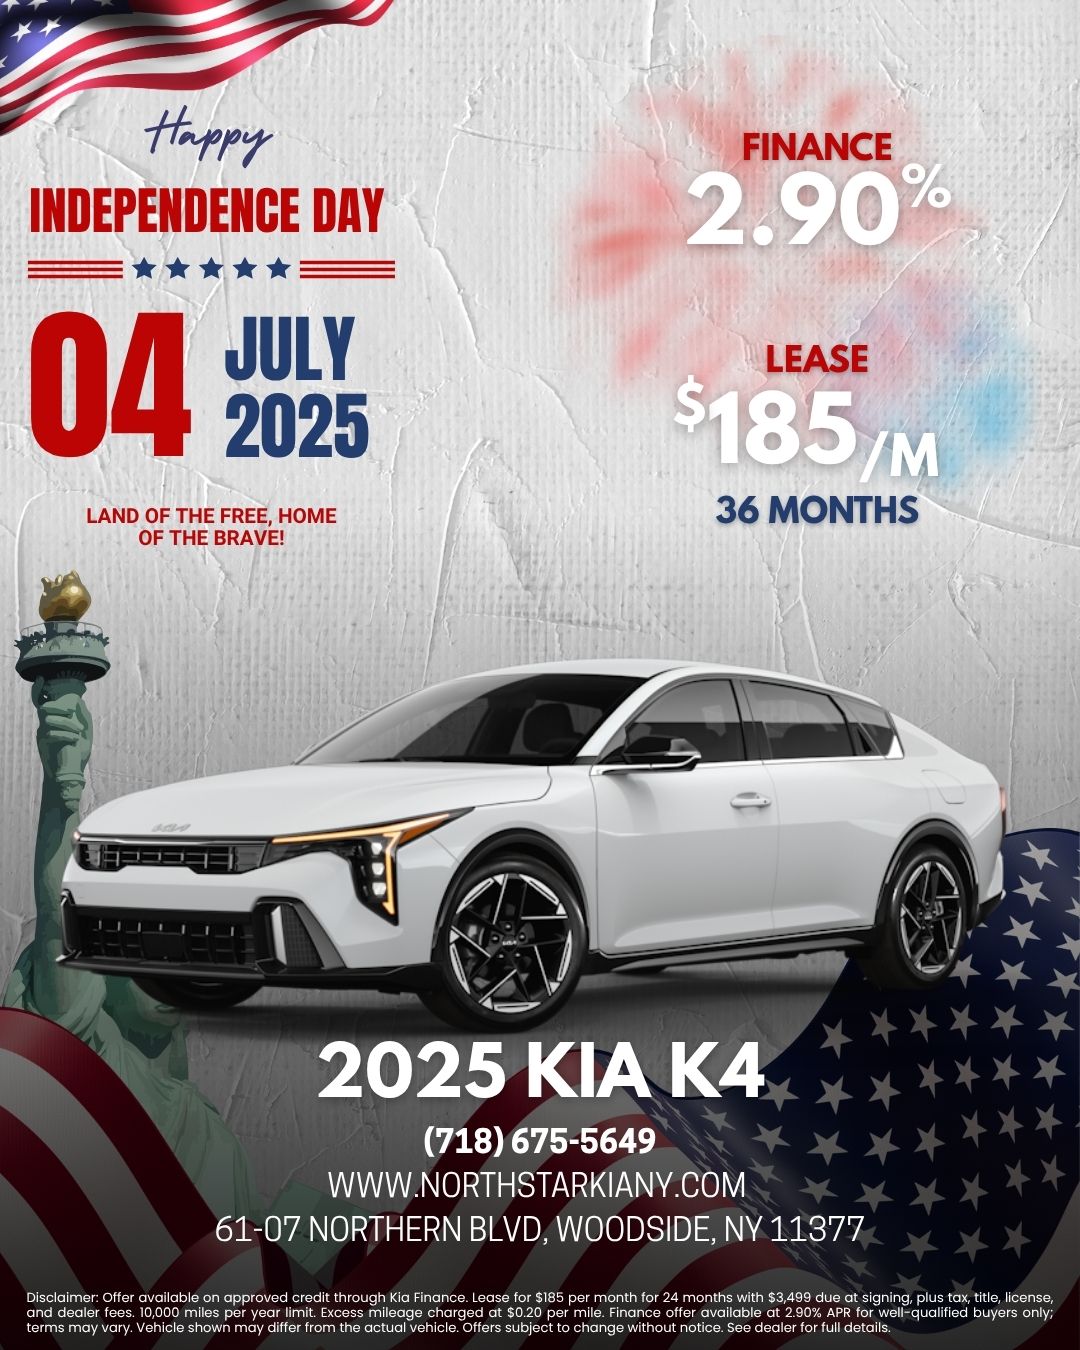 Happy
INDEPENDENCE DAY
04
JULY
2025
LAND OF THE FREE, HOME
OF THE BRAVE!
FINANCE
2.90%
LEASE
$185/M
36 MONTHS
KIA
2025 KIA K4
(718) 675-5649
WWW.NORTHSTARKIANY.COM
61-07 NORTHERN BLVD, WOODSIDE, NY 11377
Disclaimer: Offer available on approved credit through Kia Finance. Lease for $185 per month for 24 months with $3,499 due at signing, plus tax, title, license,
and dealer fees. 10,000 miles per year limit. Excess mileage charged at $0.20 per mile. Finance offer available at 2.90% APR for well-qualified buyers only;
terms may vary. Vehicle shown may differ from the actual vehicle. Offers subject to change without notice. See dealer for full details.